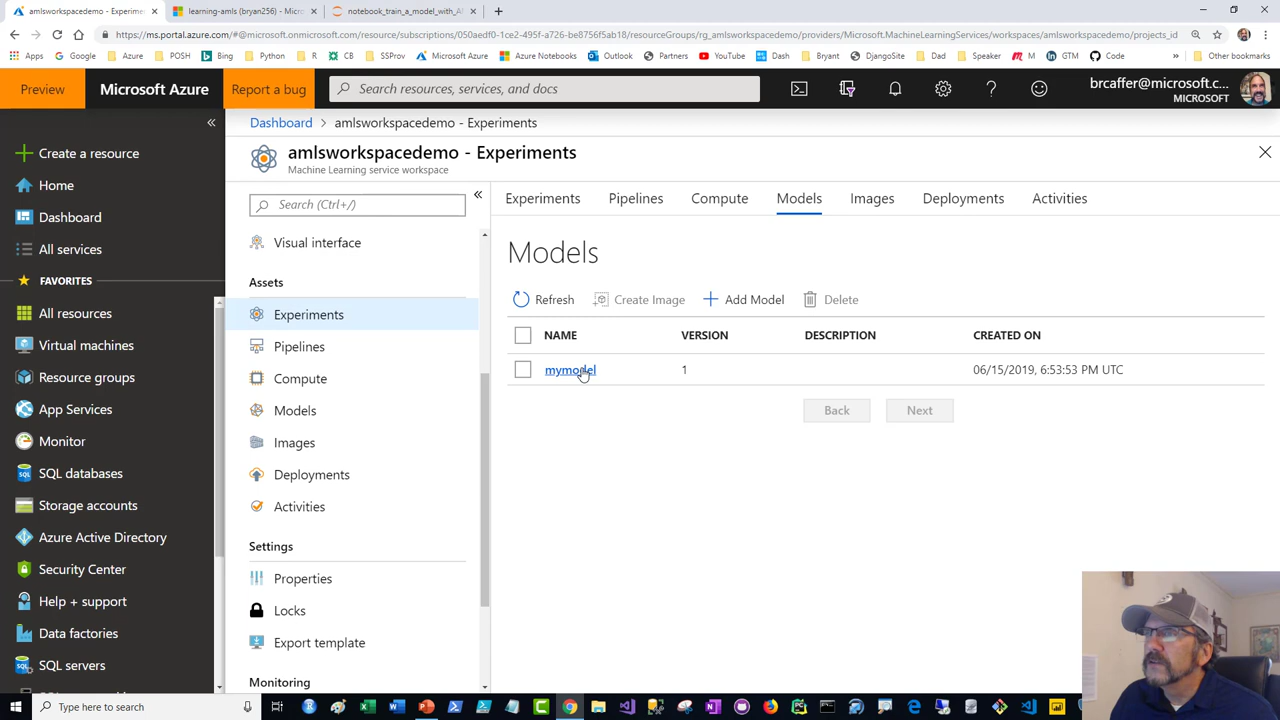 amlsworkspacedemo - Experiments
learning-amls (bryan256) - Micros
notebook_train_a_model_with_A
https://ms.portal.azure.com/#@microsoft.onmicrosoft.com/resource/subscriptions/050aedf0-1ce2-495f-a726-be8756f5ab18/resourceGroups/rg_amlsworkspacedemo/providers/Microsoft.MachineLearningServices/workspaces/amlsworkspacedemo/projects_id
Apps
Google
Azure
POSH
Bing
Outlook.com
Python
R
CB
Microsoft Azure
Azure Notebooks
Outlook
Partners
YouTube
Dash
Bryant
DjangoSite
Dad
Speaker
M
GTM
Code
Other bookmarks
Preview
Microsoft Azure
Report a bug
Search resources, services, and docs
brcaffer@microsoft.c...
MICROSOFT
Dashboard
amlsworkspacedemo - Experiments
amlsworkspacedemo - Experiments
Machine Learning service workspace
Create a resource
Home
Dashboard
All services
FAVORITES
All resources
Virtual machines
Resource groups
App Services
Monitor
SQL databases
Storage accounts
Azure Active Directory
Security Center
Help + support
Data factories
SQL servers
Search (Ctrl+/)
Visual interface
Assets
Experiments
Pipelines
Compute
Models
Images
Deployments
Activities
Settings
Properties
Locks
Export template
Monitoring
Experiments
Pipelines
Compute
Models
Images
Deployments
Activities
Models
Refresh
Create Image
Add Model
Delete
NAME VERSION DESCRIPTION CREATED ON
mymodel 1 06/15/2019, 6:53:53 PM UTC
Back
Next
Type here to search